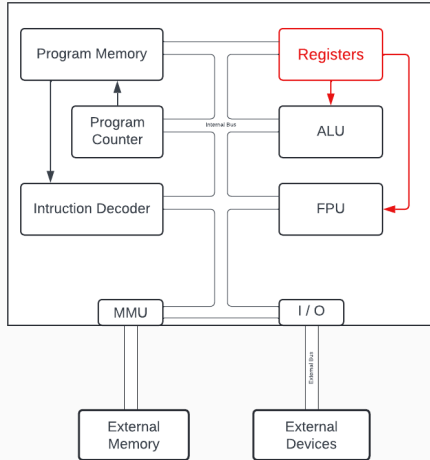 Program Memory
Registers
Program
Counter
Internal Bus
ALU
Intruction Decoder
FPU
MMU
I / O
External Bus
External
Memory
External
Devices